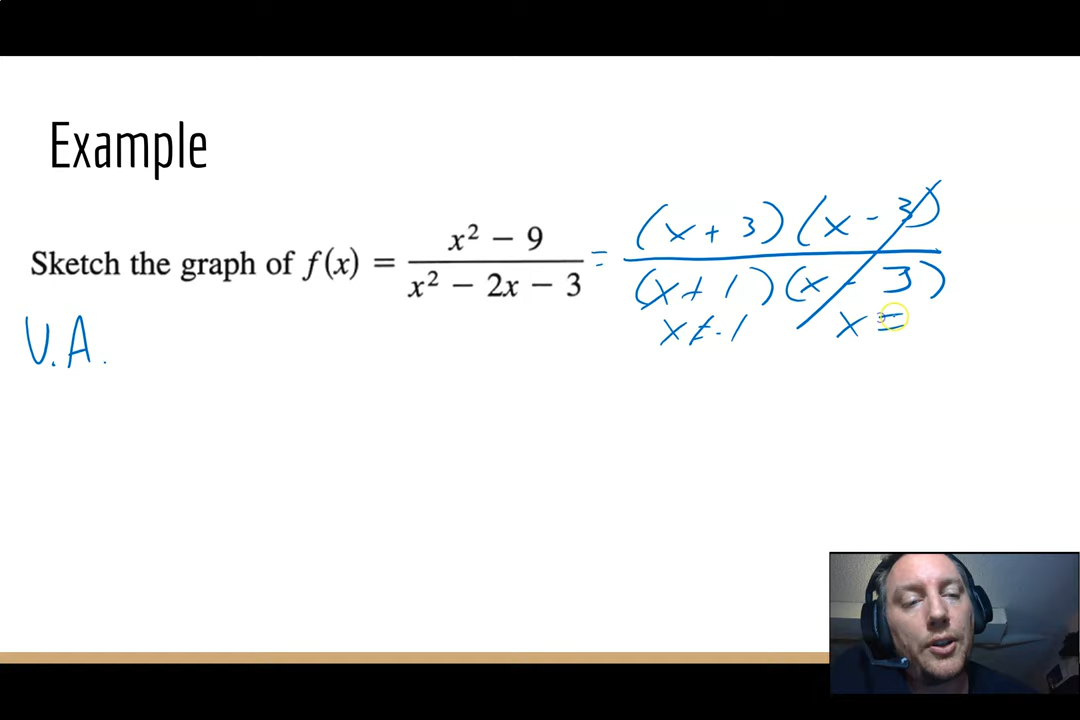 Example
Sketch the graph of f(x) = x² − 9 / x² − 2x − 3 = (x + 3)(x − 3) / (x + 1)(x − 3)
x ≠ -1 x =
V.A.